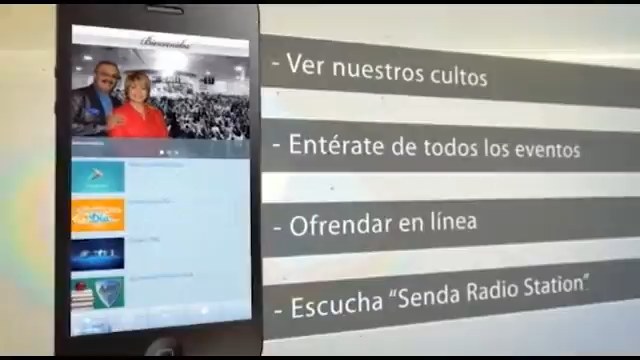 Bienvenidos
- Ver nuestros cultos
- Entérate de todos los eventos
- Ofrendar en línea
- Escucha “Senda Radio Station”